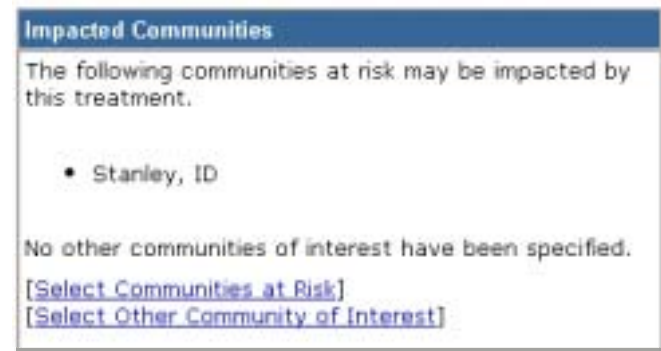 Impacted Communities
The following communities at risk may be impacted by
this treatment.
• Stanley, ID
No other communities of interest have been specified.
[Select Communities at Risk]
[Select Other Community of Interest]